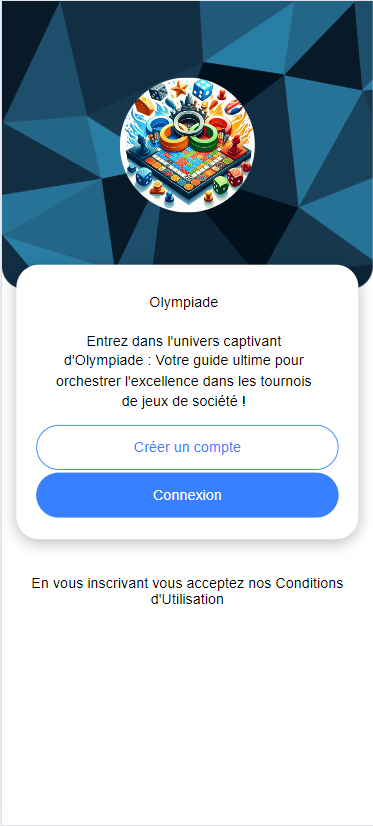 Olympiade
Entrez dans l'univers captivant
d'Olympiade : Votre guide ultime pour
orchestrer l'excellence dans les tournois
de jeux de société !
Créer un compte
Connexion
En vous inscrivant vous acceptez nos Conditions
d'Utilisation